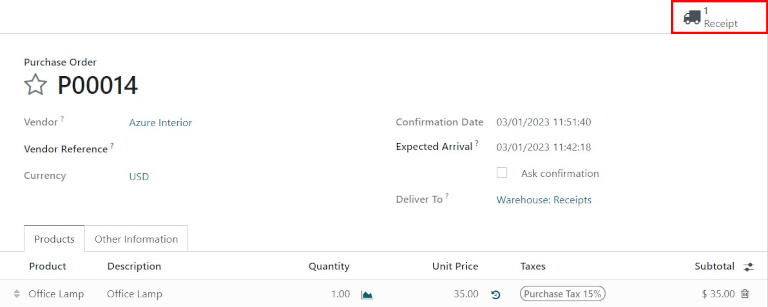 1
Receipt
Purchase Order
P00014
Vendor ? Azure Interior
Confirmation Date 03/01/2023 11:51:40
Vendor Reference ?
Expected Arrival ? 03/01/2023 11:42:18
Ask confirmation
Currency USD
Deliver To ? Warehouse: Receipts
Products Other Information
Product Description Quantity Unit Price Taxes Subtotal
Office Lamp Office Lamp 1.00 35.00 Purchase Tax 15% $ 35.00